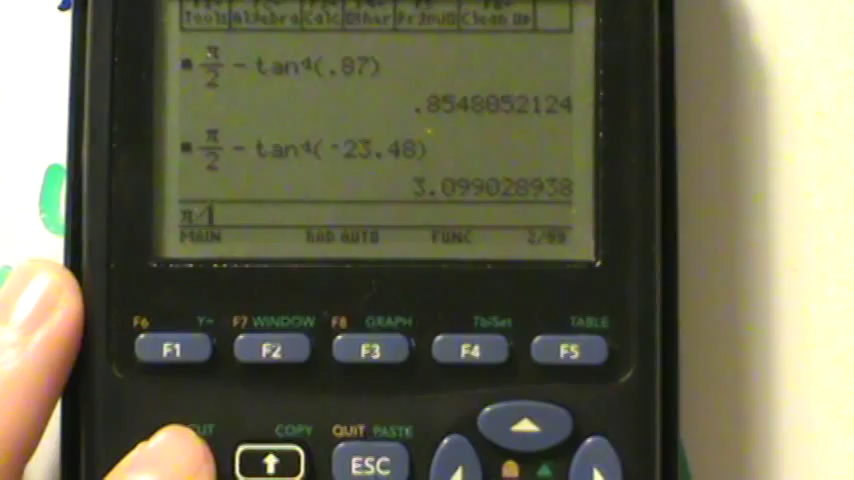 Tools Algebra Calc Other PrgmIO Clean Up
▪ π/2 - tan⁻¹(.87)
.8548052124
▪ π/2 - tan⁻¹(-23.48)
3.099028938
π/
MAIN RAD AUTO FUNC 2/99
F6 Y= F7 WINDOW F8 GRAPH TblSet TABLE
F1 F2 F3 F4 F5
CUT COPY QUIT PASTE
↑ ESC